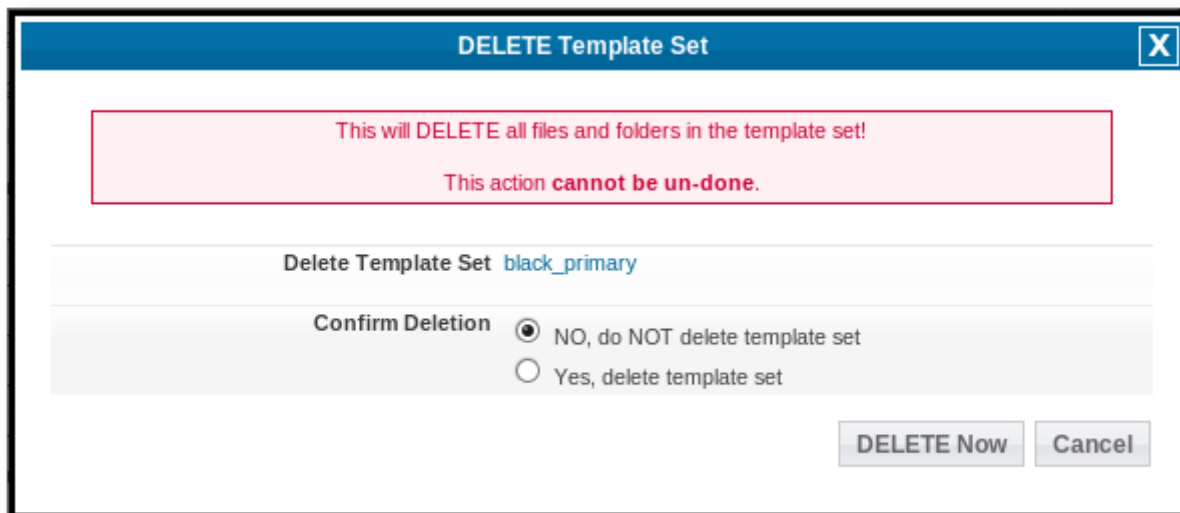 DELETE Template Set
X
This will DELETE all files and folders in the template set!
This action cannot be un-done.
Delete Template Set black_primary
Confirm Deletion
NO, do NOT delete template set
Yes, delete template set
DELETE Now Cancel